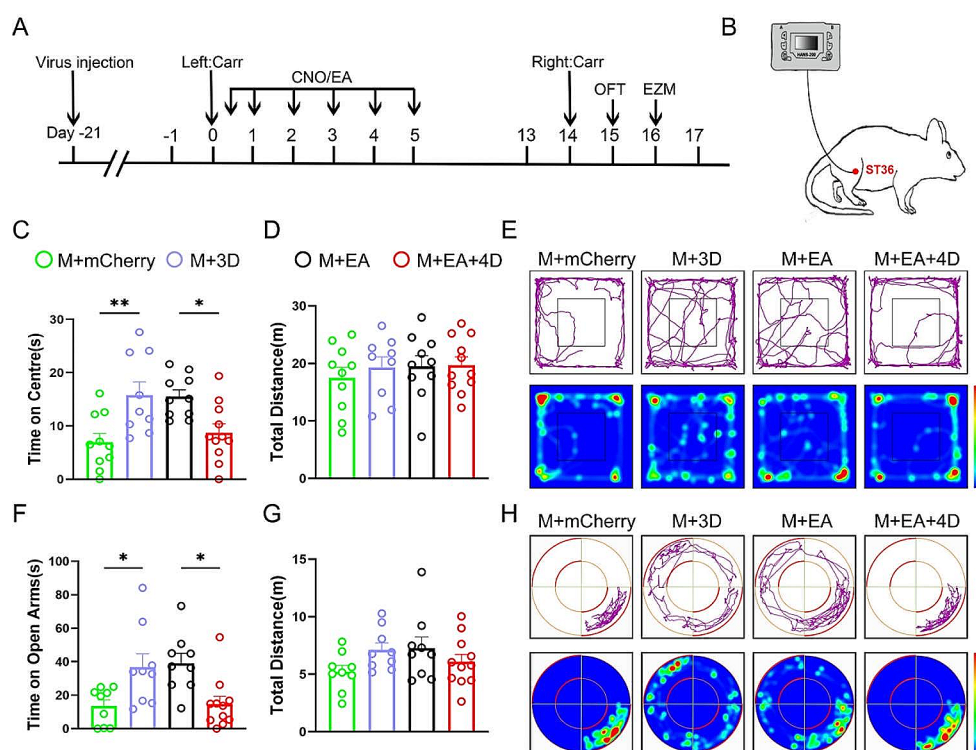 A
B
Virus injection
Left:Carr
CNO/EA
Right:Carr
OFT
EZM
Day -21
-1
0
1
2
3
4
5
13
14
15
16
17
HANS-200
ST36
C
D
E
M+mCherry
M+3D
M+EA
M+EA+4D
M+mCherry
M+3D
M+EA
M+EA+4D
**
*
Time on Centre(s)
30
20
10
0
Total Distance(m)
30
20
10
0
F
G
H
M+mCherry
M+3D
M+EA
M+EA+4D
*
*
Time on Open Arms(s)
100
80
60
40
20
0
Total Distance(m)
15
10
5
0